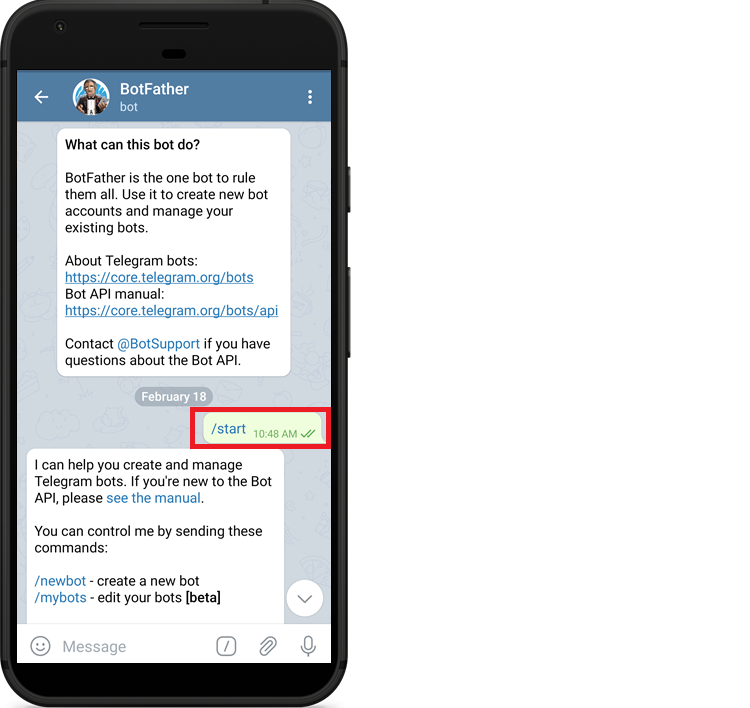 BotFather
bot
What can this bot do?
BotFather is the one bot to rule
them all. Use it to create new bot
accounts and manage your
existing bots.
About Telegram bots:
https://core.telegram.org/bots
Bot API manual:
https://core.telegram.org/bots/api
Contact @BotSupport if you have
questions about the Bot API.
February 18
/start 10:48 AM
I can help you create and manage
Telegram bots. If you're new to the Bot
API, please see the manual.
You can control me by sending these
commands:
/newbot - create a new bot
/mybots - edit your bots [beta]
Message